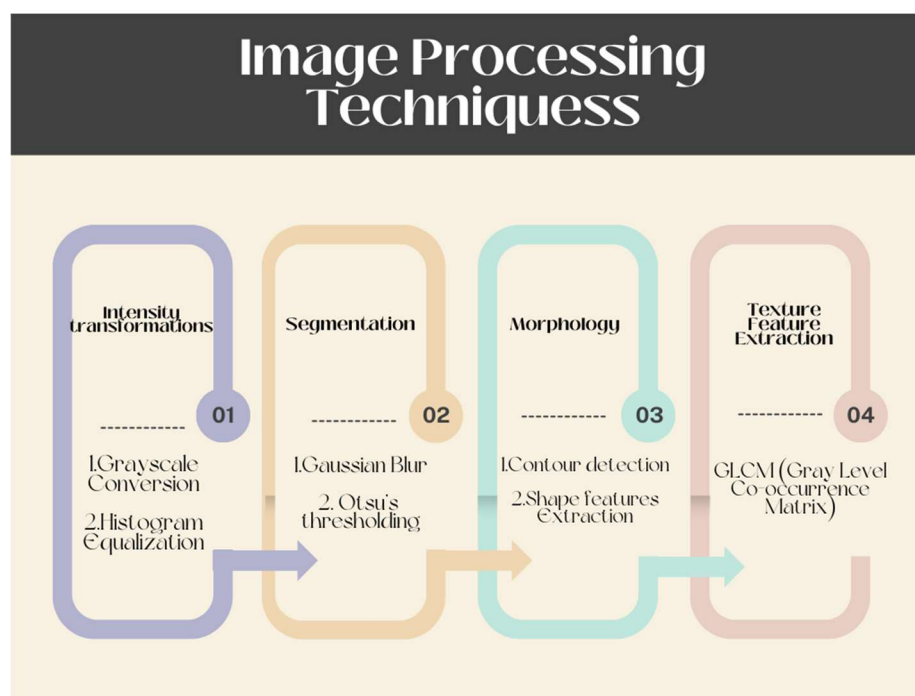 Image Processing
Techniquess
Intensity
transformations
01
1.Grayscale
Conversion
2.Histogram
Equalization
Segmentation
02
1.Gaussian Blur
2. Otsu's
thresholding
Morphology
03
1.Contour detection
2.Shape features
Extraction
Texture
Feature
Extraction
04
GLCM (Gray Level
Co-occurrence
Matrix)